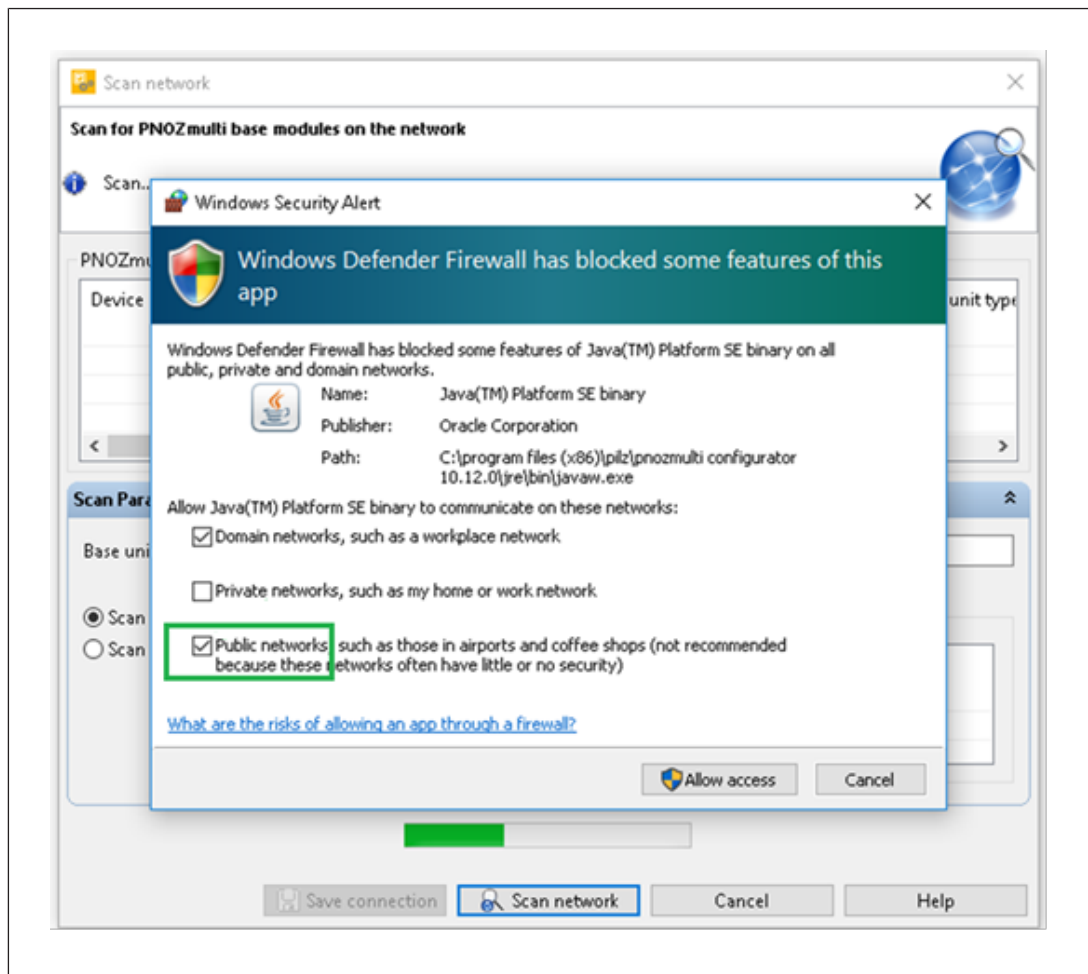 Scan network
Scan for PNOZmulti base modules on the network
Scan..
Windows Security Alert
Windows Defender Firewall has blocked some features of this
app
PNOZmu
Device
unit type
Windows Defender Firewall has blocked some features of Java(TM) Platform SE binary on all
public, private and domain networks.
Name: Java(TM) Platform SE binary
Publisher: Oracle Corporation
Path: C:\program files (x86)\pilz\pnozmulti configurator
10.12.0\jre\bin\javaw.exe
Scan Para
Allow Java(TM) Platform SE binary to communicate on these networks:
Domain networks, such as a workplace network
Base uni
Private networks, such as my home or work network
Scan
Scan
Public networks, such as those in airports and coffee shops (not recommended
because these networks often have little or no security)
What are the risks of allowing an app through a firewall?
Allow access Cancel
Save connection Scan network Cancel Help